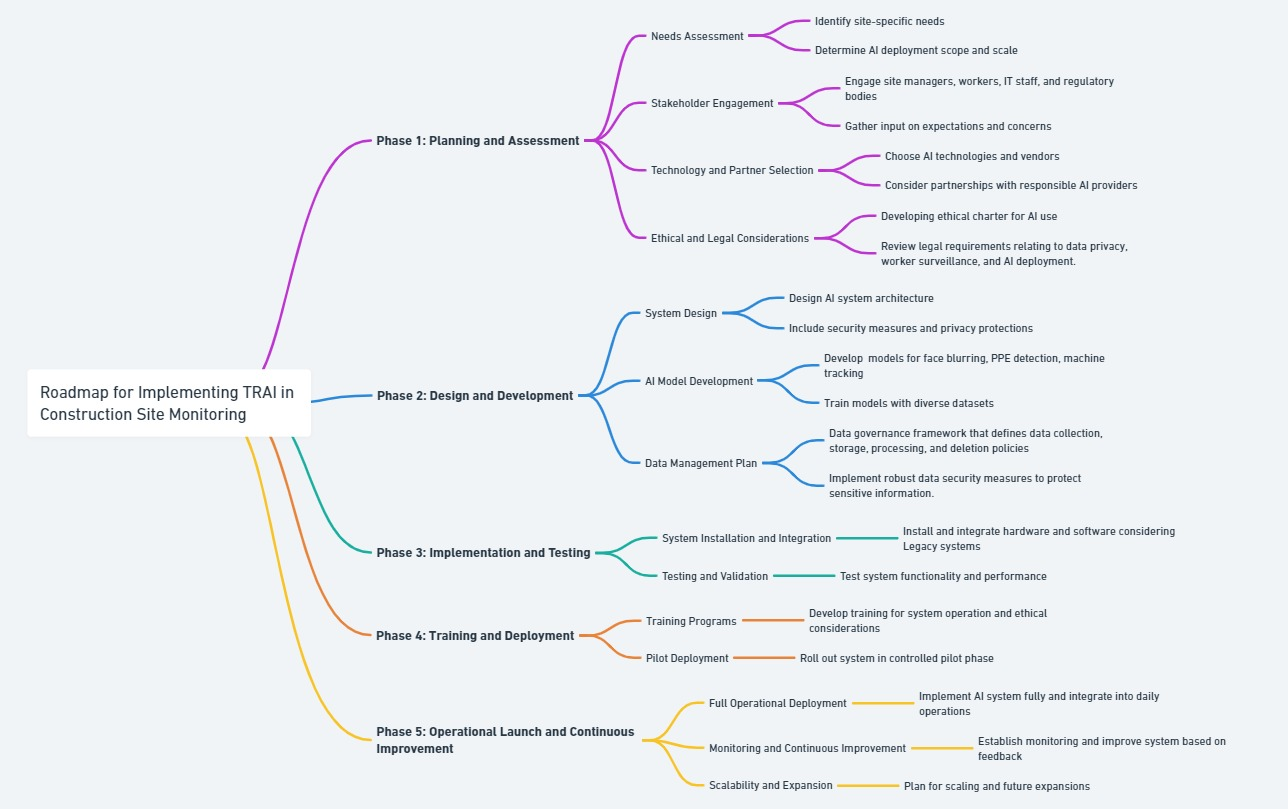 Roadmap for Implementing TRAI in
Construction Site Monitoring
Phase 1: Planning and Assessment
Needs Assessment
Identify site-specific needs
Determine AI deployment scope and scale
Stakeholder Engagement
Engage site managers, workers, IT staff, and regulatory
bodies
Gather input on expectations and concerns
Technology and Partner Selection
Choose AI technologies and vendors
Consider partnerships with responsible AI providers
Ethical and Legal Considerations
Developing ethical charter for AI use
Review legal requirements relating to data privacy,
worker surveillance, and AI deployment.
Phase 2: Design and Development
System Design
Design AI system architecture
Include security measures and privacy protections
AI Model Development
Develop  models for face blurring, PPE detection, machine
tracking
Train models with diverse datasets
Data Management Plan
Data governance framework that defines data collection,
storage, processing, and deletion policies
Implement robust data security measures to protect
sensitive information.
Phase 3: Implementation and Testing
System Installation and Integration
Install and integrate hardware and software considering
Legacy systems
Testing and Validation
Test system functionality and performance
Phase 4: Training and Deployment
Training Programs
Develop training for system operation and ethical
considerations
Pilot Deployment
Roll out system in controlled pilot phase
Phase 5: Operational Launch and Continuous
Improvement
Full Operational Deployment
Implement AI system fully and integrate into daily
operations
Monitoring and Continuous Improvement
Establish monitoring and improve system based on
feedback
Scalability and Expansion
Plan for scaling and future expansions